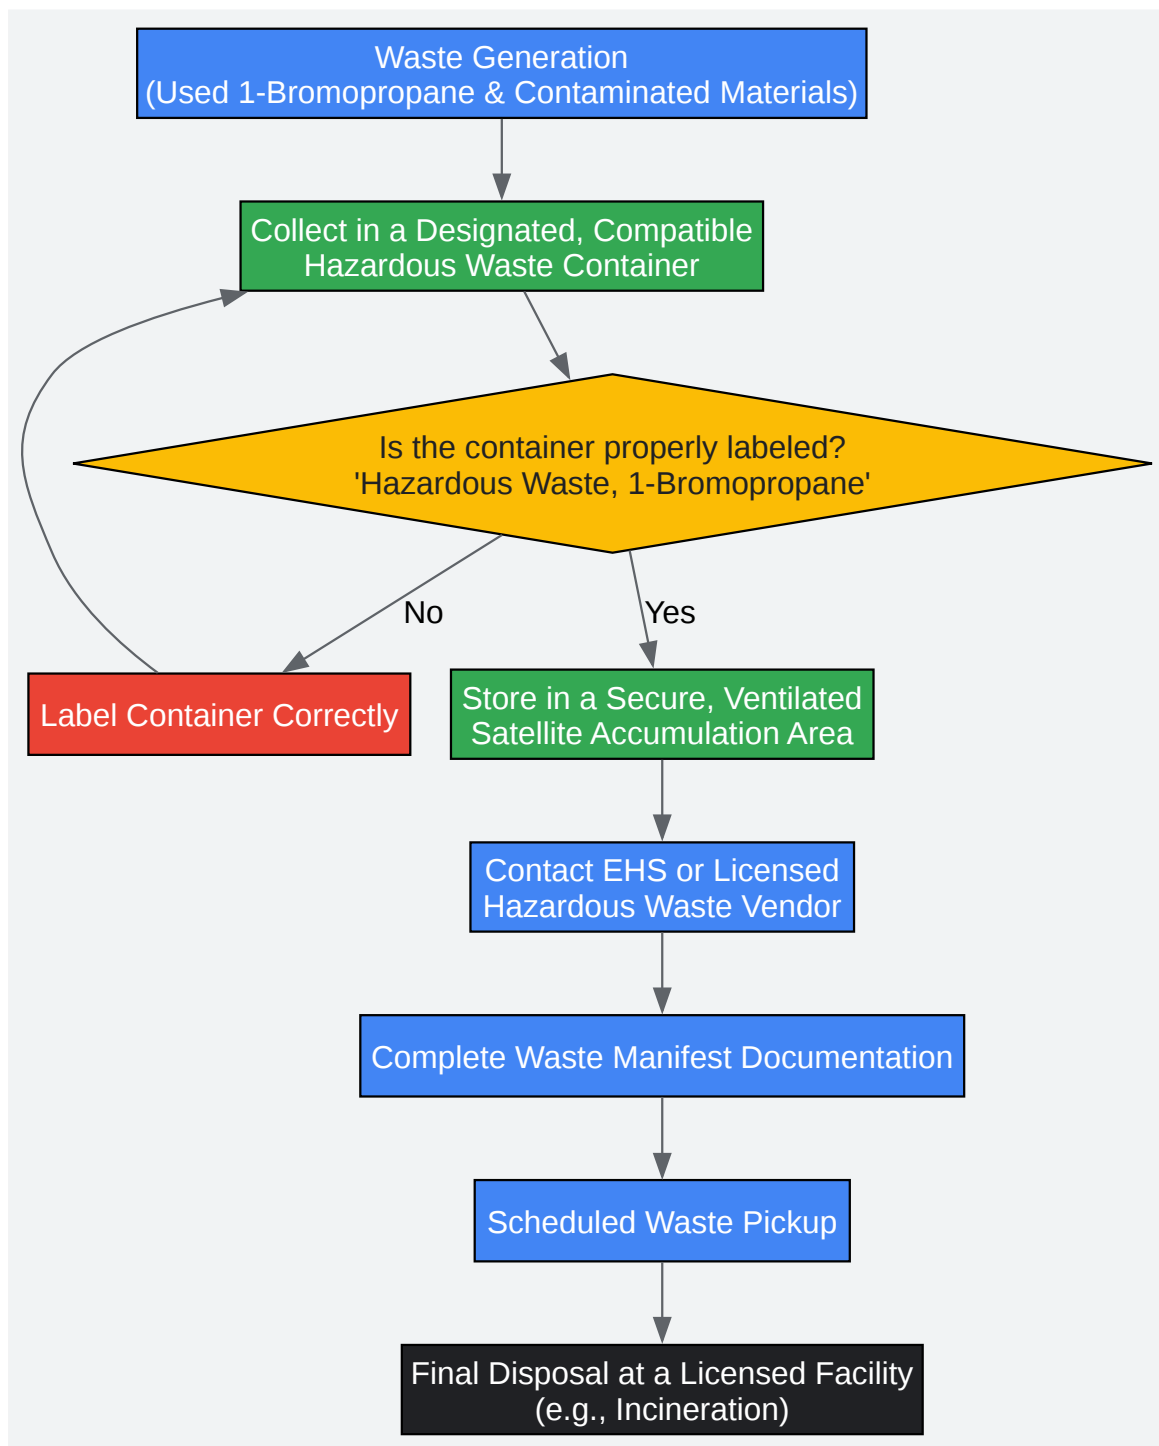 Waste Generation
(Used 1-Bromopropane & Contaminated Materials)
Collect in a Designated, Compatible
Hazardous Waste Container
Is the container properly labeled?
'Hazardous Waste, 1-Bromopropane'
No
Yes
Label Container Correctly
Store in a Secure, Ventilated
Satellite Accumulation Area
Contact EHS or Licensed
Hazardous Waste Vendor
Complete Waste Manifest Documentation
Scheduled Waste Pickup
Final Disposal at a Licensed Facility
(e.g., Incineration)